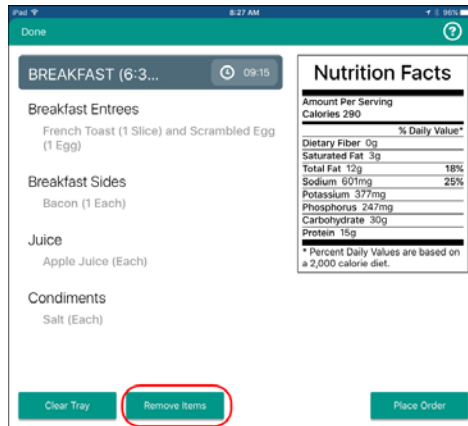 iPad 8:27 AM 96%
Done ?
BREAKFAST (6:3... 09:15
Breakfast Entrees
French Toast (1 Slice) and Scrambled Egg
(1 Egg)
Breakfast Sides
Bacon (1 Each)
Juice
Apple Juice (Each)
Condiments
Salt (Each)
Nutrition Facts
Amount Per Serving
Calories 290
% Daily Value*
Dietary Fiber 0g
Saturated Fat 3g
Total Fat 12g 18%
Sodium 601mg 25%
Potassium 377mg
Phosphorus 247mg
Carbohydrate 30g
Protein 15g
* Percent Daily Values are based on
a 2,000 calorie diet.
Clear Tray Remove Items Place Order